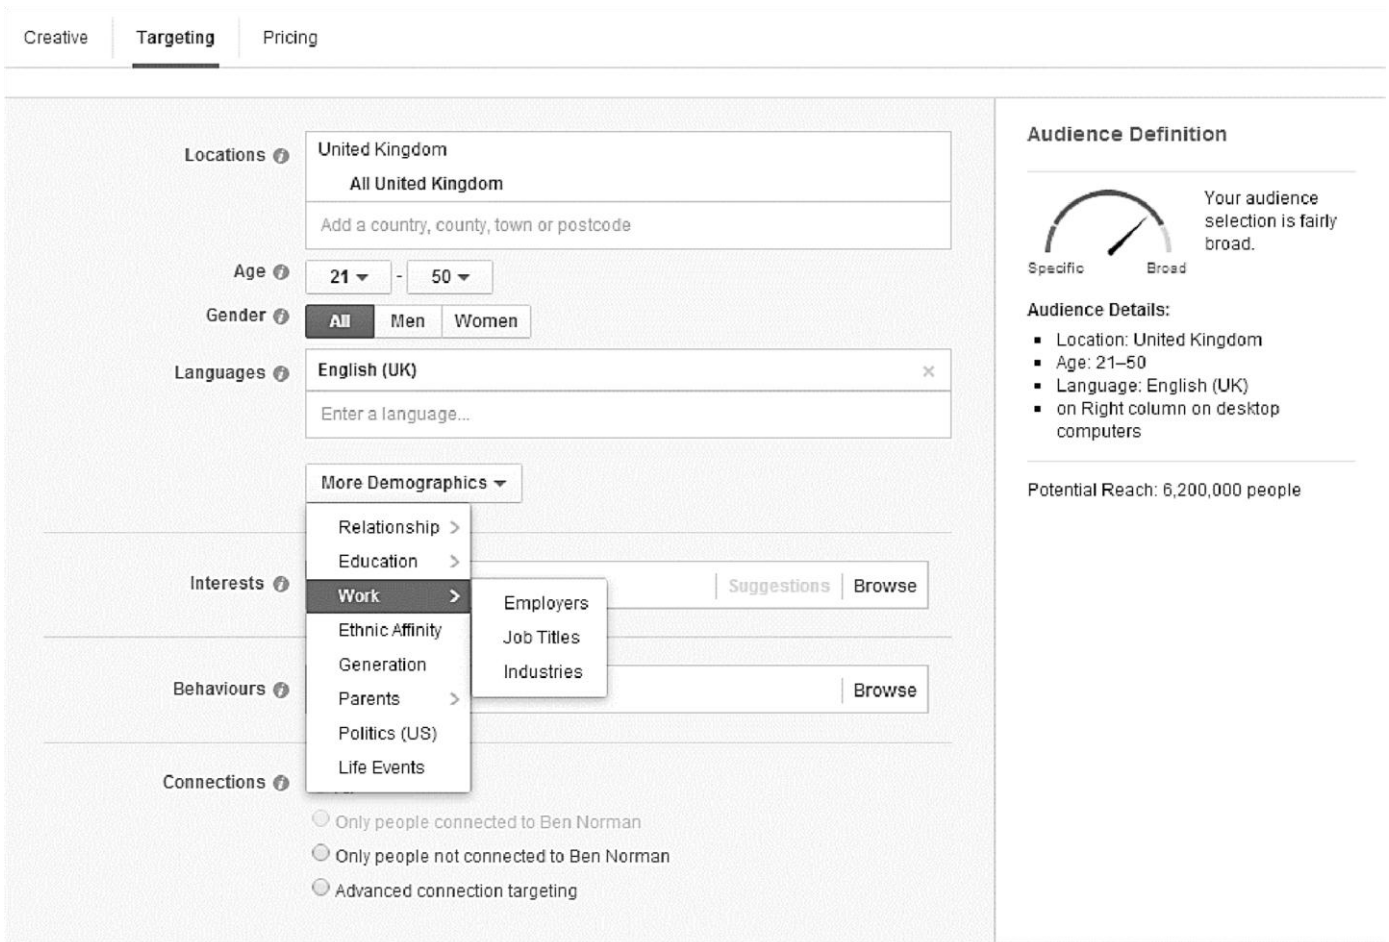 Creative
Targeting
Pricing
Locations
United Kingdom
All United Kingdom
Add a country, county, town or postcode
Age
21 - 50
Gender
All
Men
Women
Languages
English (UK)
Enter a language...
More Demographics
Relationship
Education
Work
Ethnic Affinity
Generation
Parents
Politics (US)
Life Events
Employers
Job Titles
Industries
Interests
Suggestions
Browse
Behaviours
Browse
Connections
Only people connected to Ben Norman
Only people not connected to Ben Norman
Advanced connection targeting
Audience Definition
Specific
Broad
Your audience
selection is fairly
broad.
Audience Details:
Location: United Kingdom
Age: 21–50
Language: English (UK)
on Right column on desktop
computers
Potential Reach: 6,200,000 people